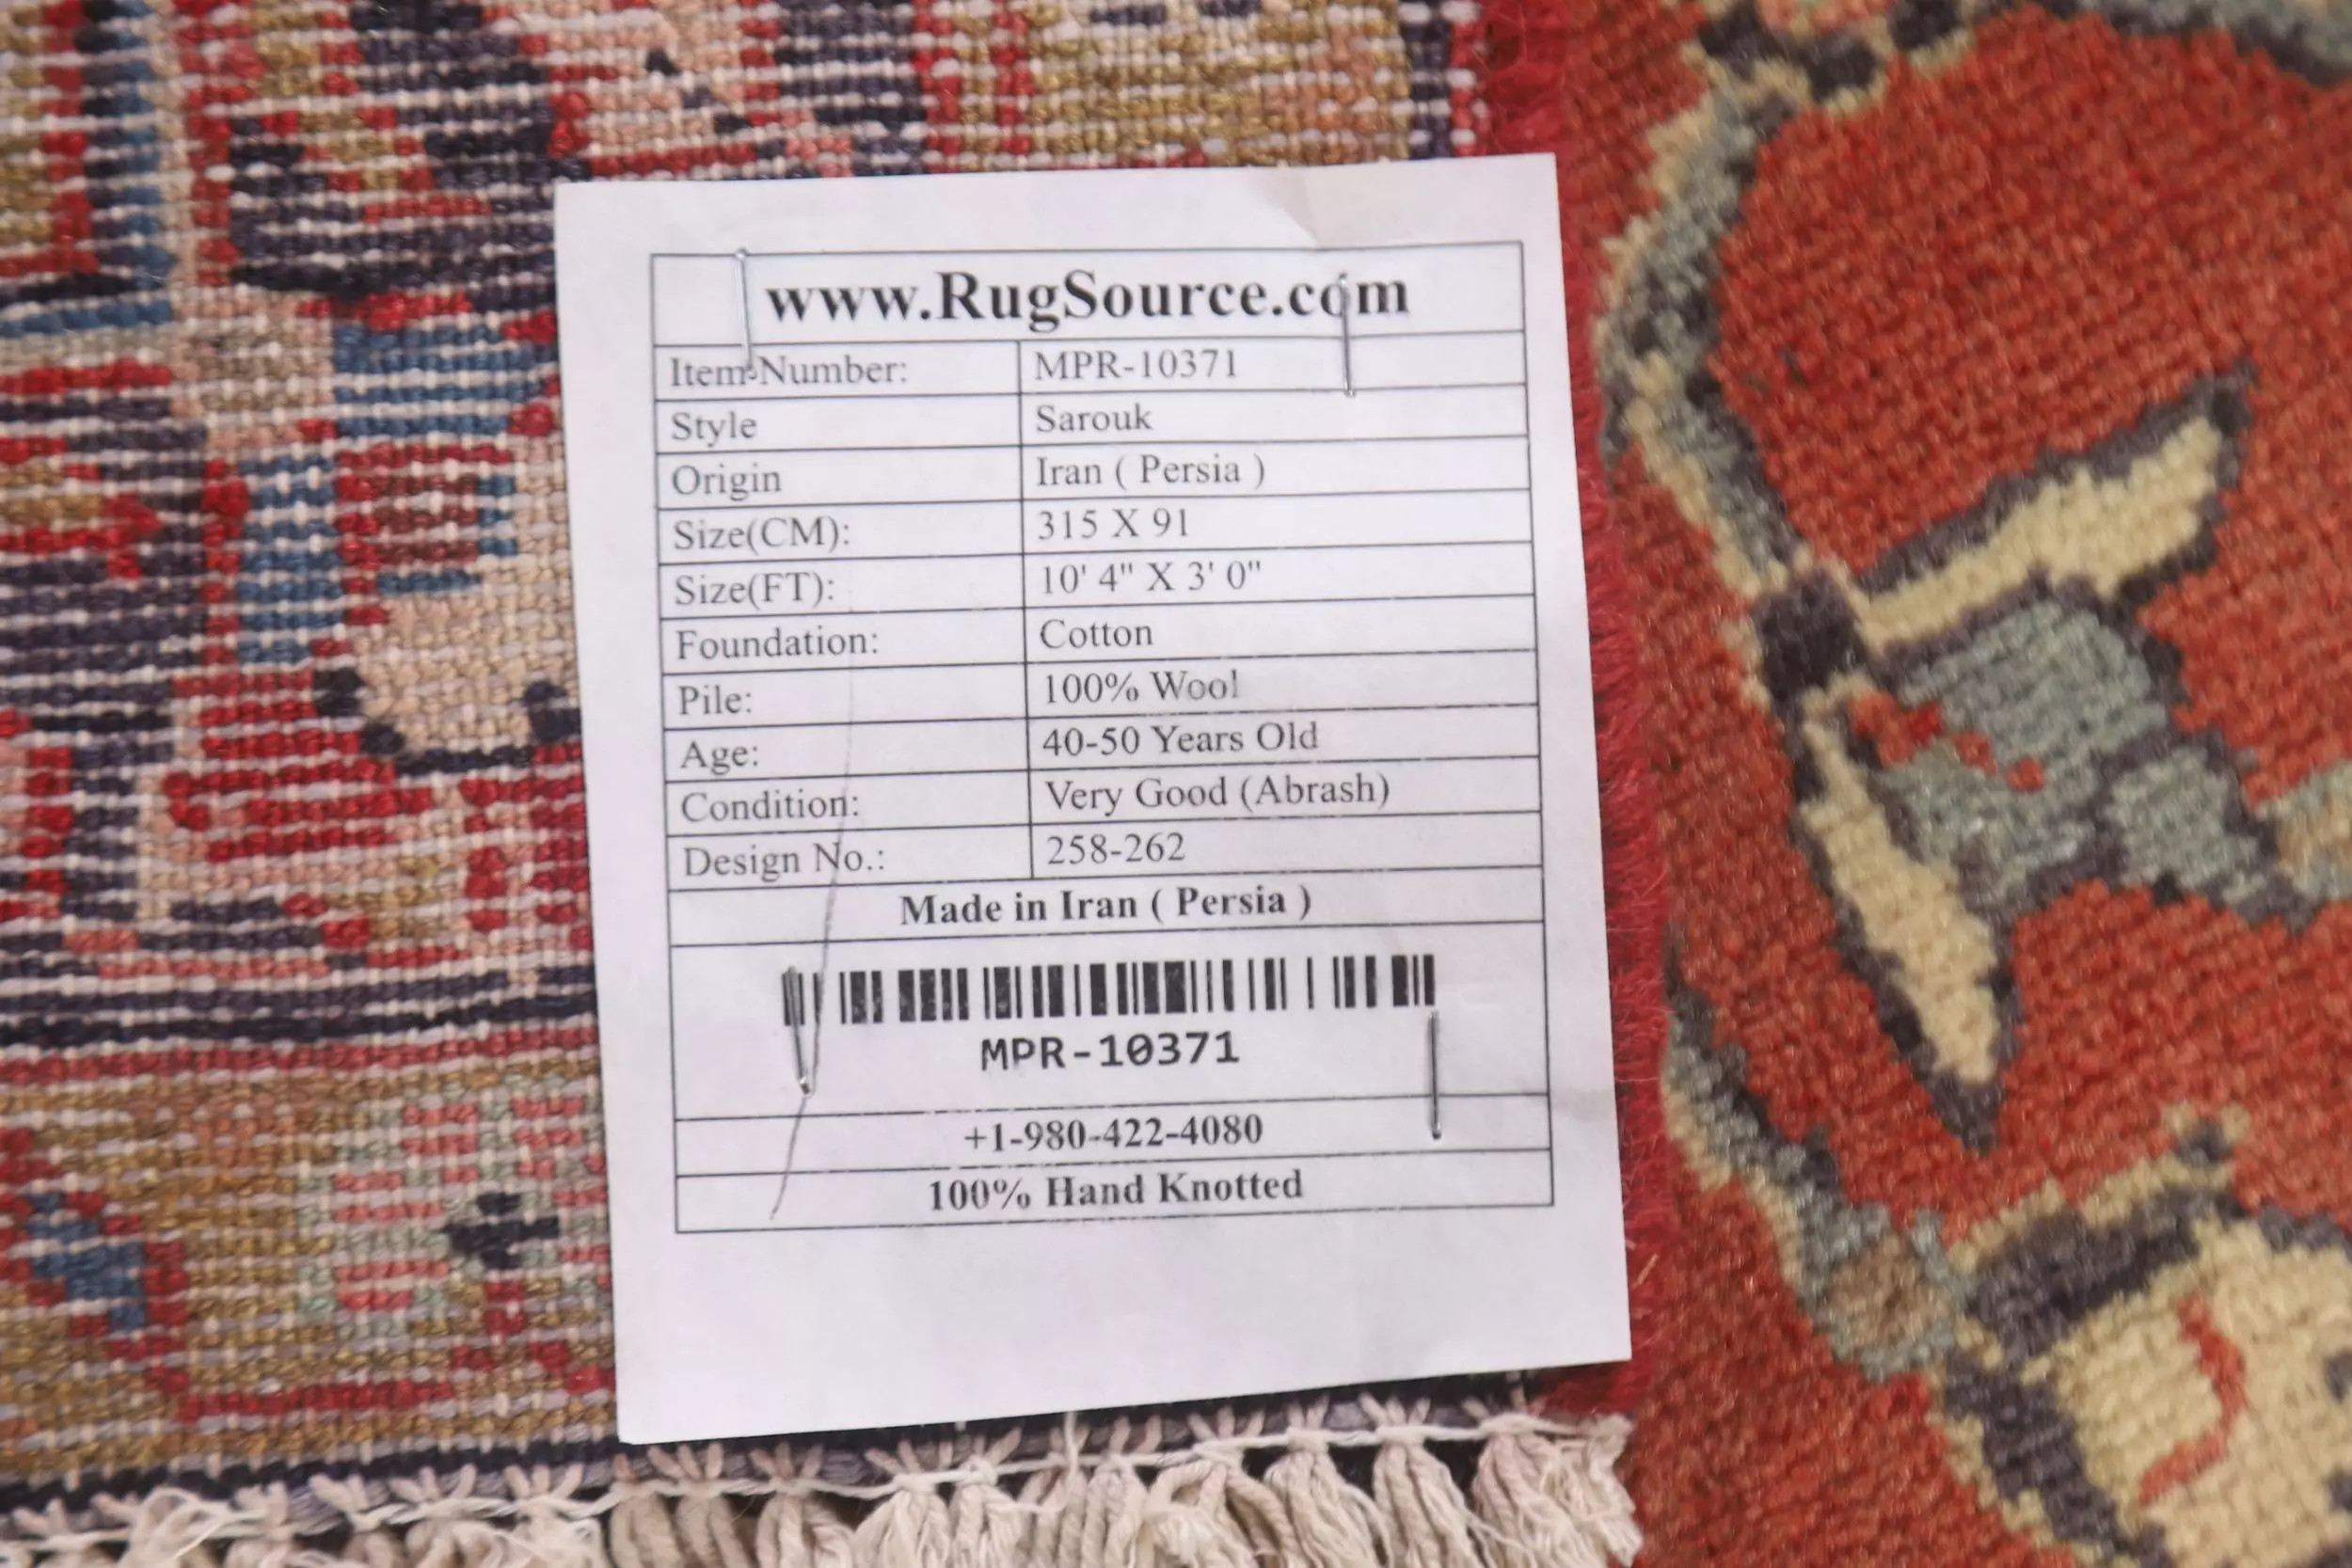 www.RugSource.com
Item Number: MPR-10371
Style Sarouk
Origin Iran ( Persia )
Size(CM): 315 X 91
Size(FT): 10' 4" X 3' 0"
Foundation: Cotton
Pile: 100% Wool
Age: 40-50 Years Old
Condition: Very Good (Abrash)
Design No.: 258-262
Made in Iran ( Persia )
MPR-10371
+1-980-422-4080
100% Hand Knotted